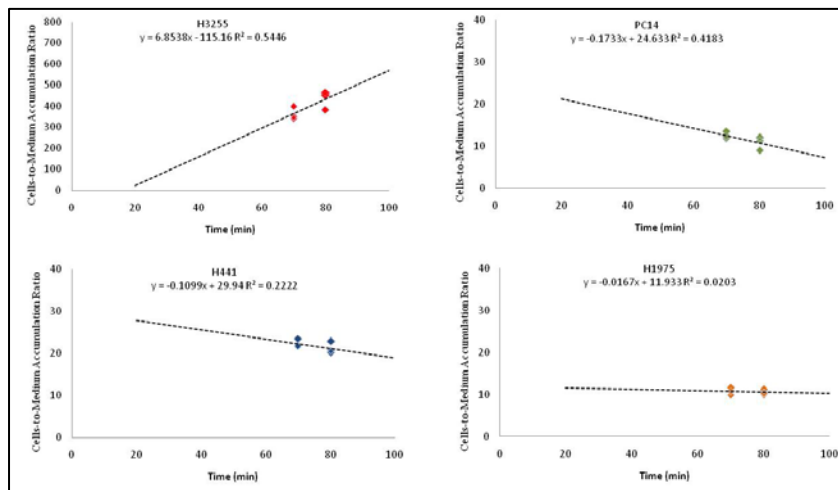 H3255
y = 6.8538x - 115.16 R² = 0.5446
Cells-to-Medium Accumulation Ratio
800
700
600
500
400
300
200
100
0
0 20 40 60 80 100
Time (min)
PC14
y = -0.1733x + 24.633 R² = 0.4183
Cells-to-Medium Accumulation Ratio
40
30
20
10
0
0 20 40 60 80 100
Time (min)
H441
y = -0.1099x + 29.94 R² = 0.2222
Cells-to-Medium Accumulation Ratio
40
30
20
10
0
0 20 40 60 80 100
Time (min)
H1975
y = -0.0167x + 11.933 R² = 0.0203
Cells-to-Medium Accumulation Ratio
40
30
20
10
0
0 20 40 60 80 100
Time (min)